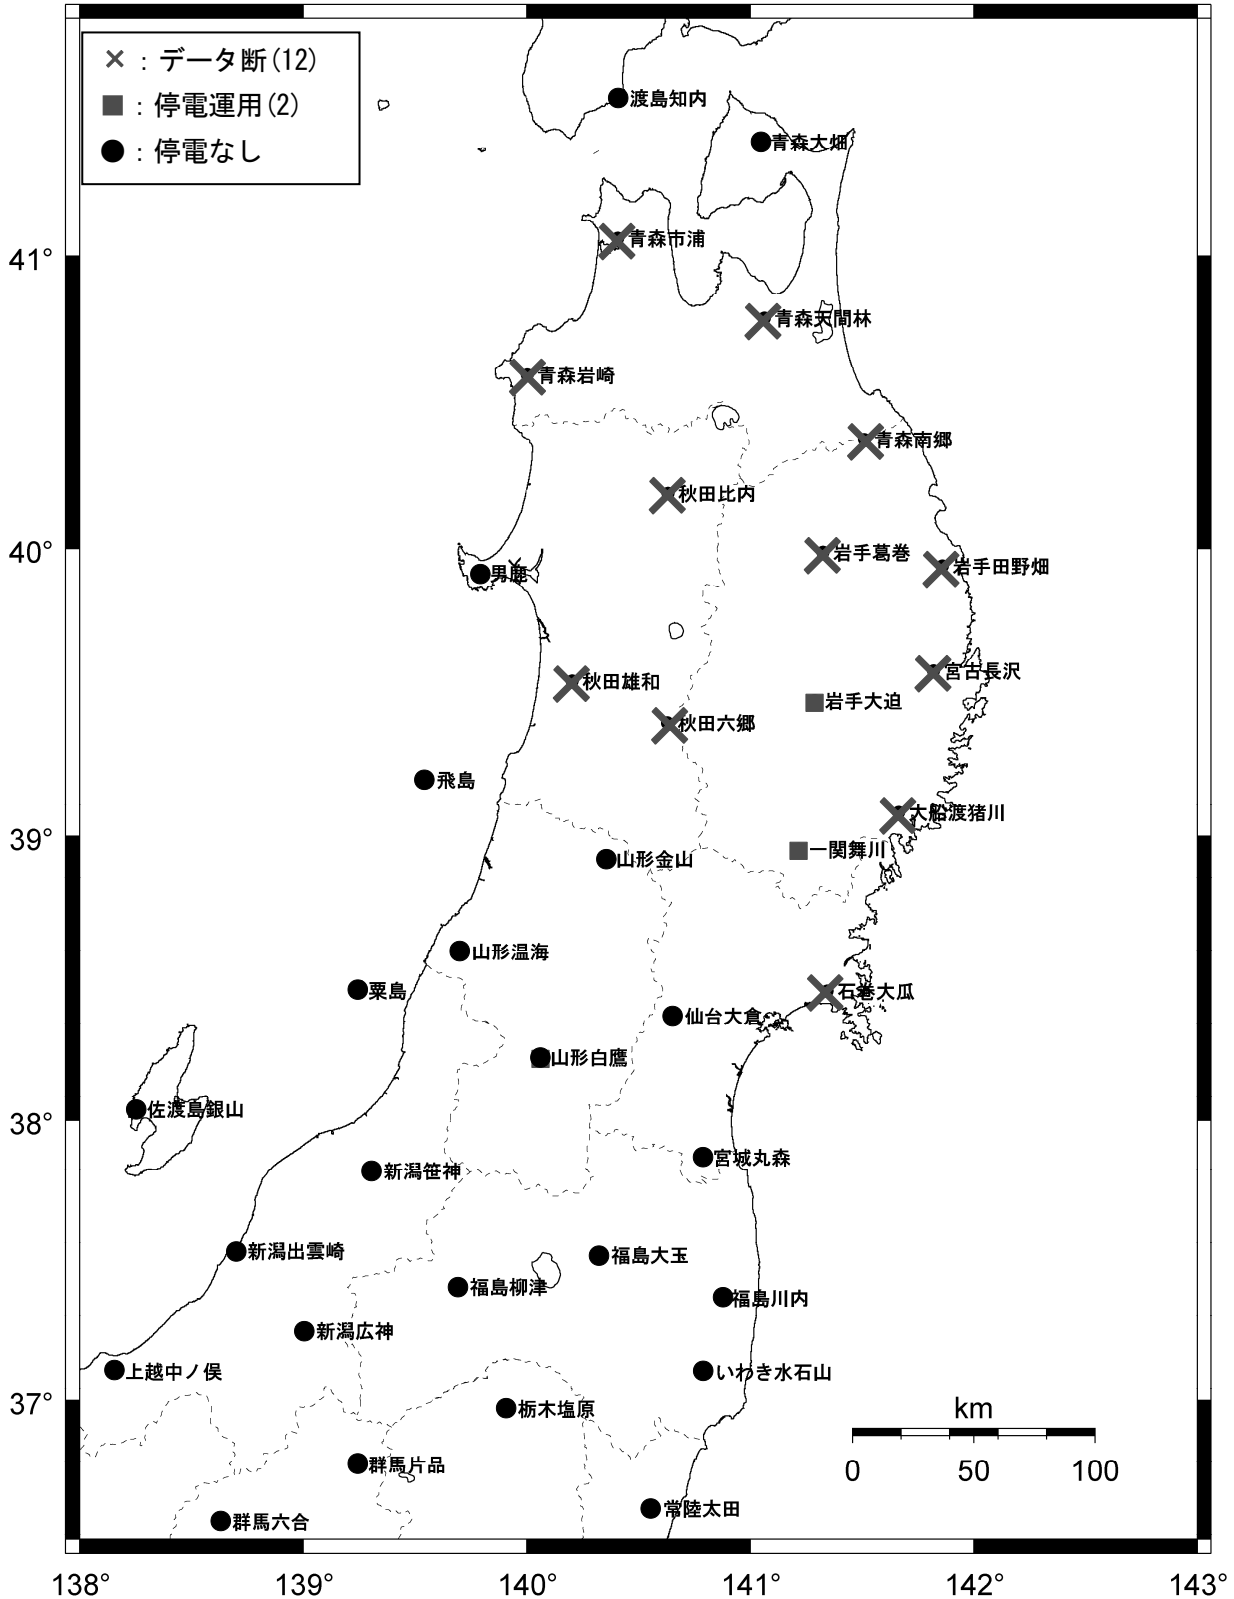 ×：データ断(12)
■：停電運用(2)
●：停電なし
渡島知内
青森大畑
青森市浦
41°
青森天間林
青森岩崎
青森南郷
秋田比内
40°
岩手葛巻
岩手田野畑
男鹿
宮古長沢
秋田雄和
岩手大迫
秋田六郷
飛島
大船渡猪川
39°
一関舞川
山形金山
山形温海
粟島
石巻大瓜
仙台大倉
山形白鷹
佐渡島銀山
38°
宮城丸森
新潟笹神
新潟出雲崎
福島大玉
福島柳津
福島川内
新潟広神
上越中ノ俣
いわき水石山
37°
栃木塩原
km
群馬片品
0 50 100
常陸太田
群馬六合
138° 139° 140° 141° 142° 143°